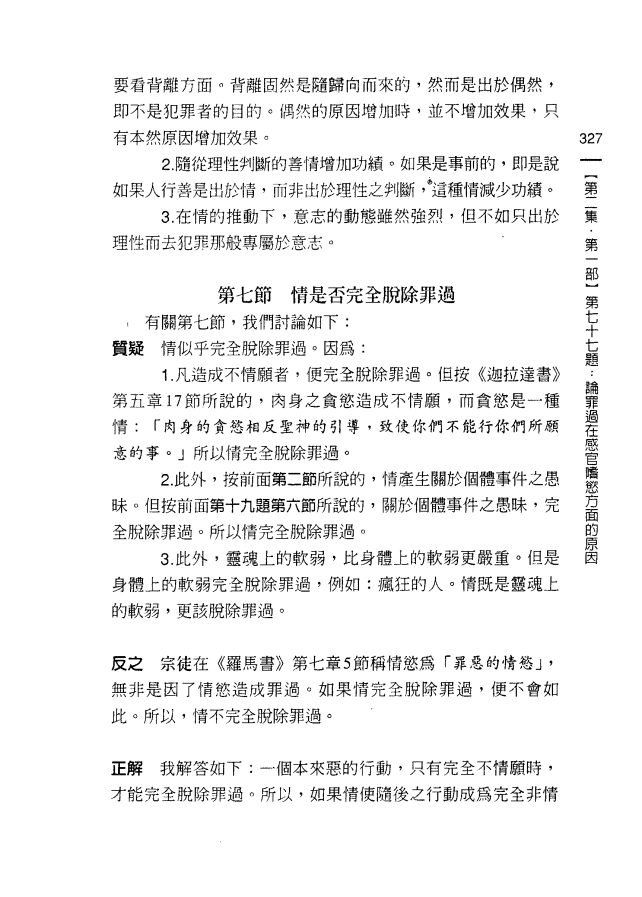 要看背離方面。背離固然是隨歸向而來的，然而是出於偶然，
即不是犯罪者的目的。偶然的原因增加時，並不增加效果，只
有本然原因增加效果。
2.隨從理性判斷的善情增加功績。如果是事前的，即是說
如果人行善是出於情，而非出於理性之判斷，這種情減少功績。
3.在情的推動下，意志的動態雖然強烈，但不如只出於
理性而去犯罪那般專屬於意志。
第七節　情是否完全脫除罪過
有關第七節，我們討論如下：
質疑　情似乎完全脫除罪過。因爲：
1.凡造成不情願者，便完全脫除罪過。但按《迦拉達書》
第五章17節所說的，肉身之貪慾造成不情願，而貪慾是一種
情：「肉身的貪慾相反聖神的引導，致使你們不能行你們所願
意的事。」所以情完全脫除罪過。
2.此外，按前面第二節所說的，情產生關於個體事件之愚
昧。但按前面第十九題第六節所說的，關於個體事件之愚昧，完
全脫除罪過。所以情完全脫除罪過。
3.此外，靈魂上的軟弱，比身體上的軟弱更嚴重。但是
身體上的軟弱完全脫除罪過，例如：瘋狂的人。情既是靈魂上
的軟弱，更該脫除罪過。
反之　宗徒在《羅馬書》第七章5節稱情慾爲「罪惡的情慾」，
無非是因了情慾造成罪過。如果情完全脫除罪過，便不會如
此。所以，情不完全脫除罪過。
正解　我解答如下：一個本來惡的行動，只有完全不情願時，
才能完全脫除罪過。所以，如果情使隨後之行動成爲完全非情
327
【第二集．第一部】第七十七題：論罪過在感官嗜慾方面的原因